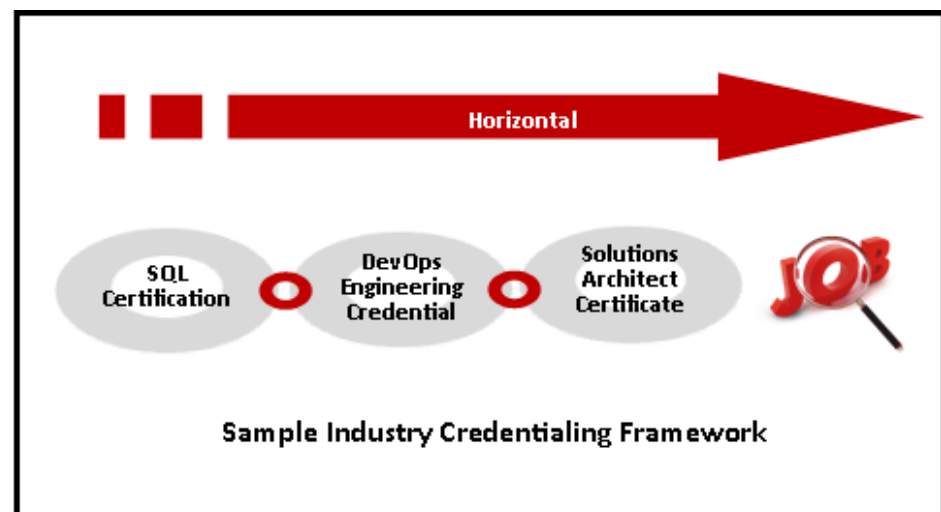 Horizontal
SQL
Certification
DevOps
Engineering
Credential
Solutions
Architect
Certificate
JOB
Sample Industry Credentialing Framework